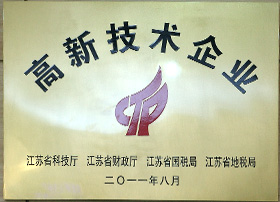 高新技术企业
江苏省科技厅 江苏省财政厅 江苏省国税局 江苏省地税局
二〇一一年八月